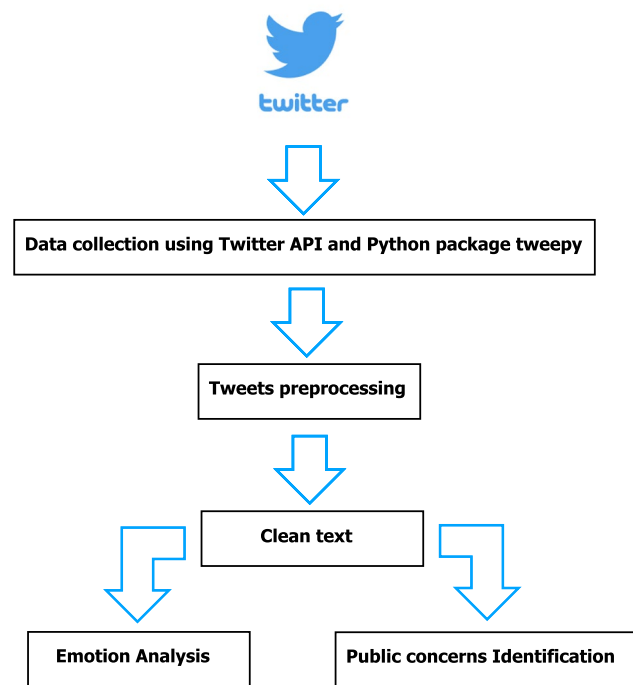 twitter
Data collection using Twitter API and Python package tweepy
Tweets preprocessing
Clean text
Emotion Analysis
Public concerns Identification